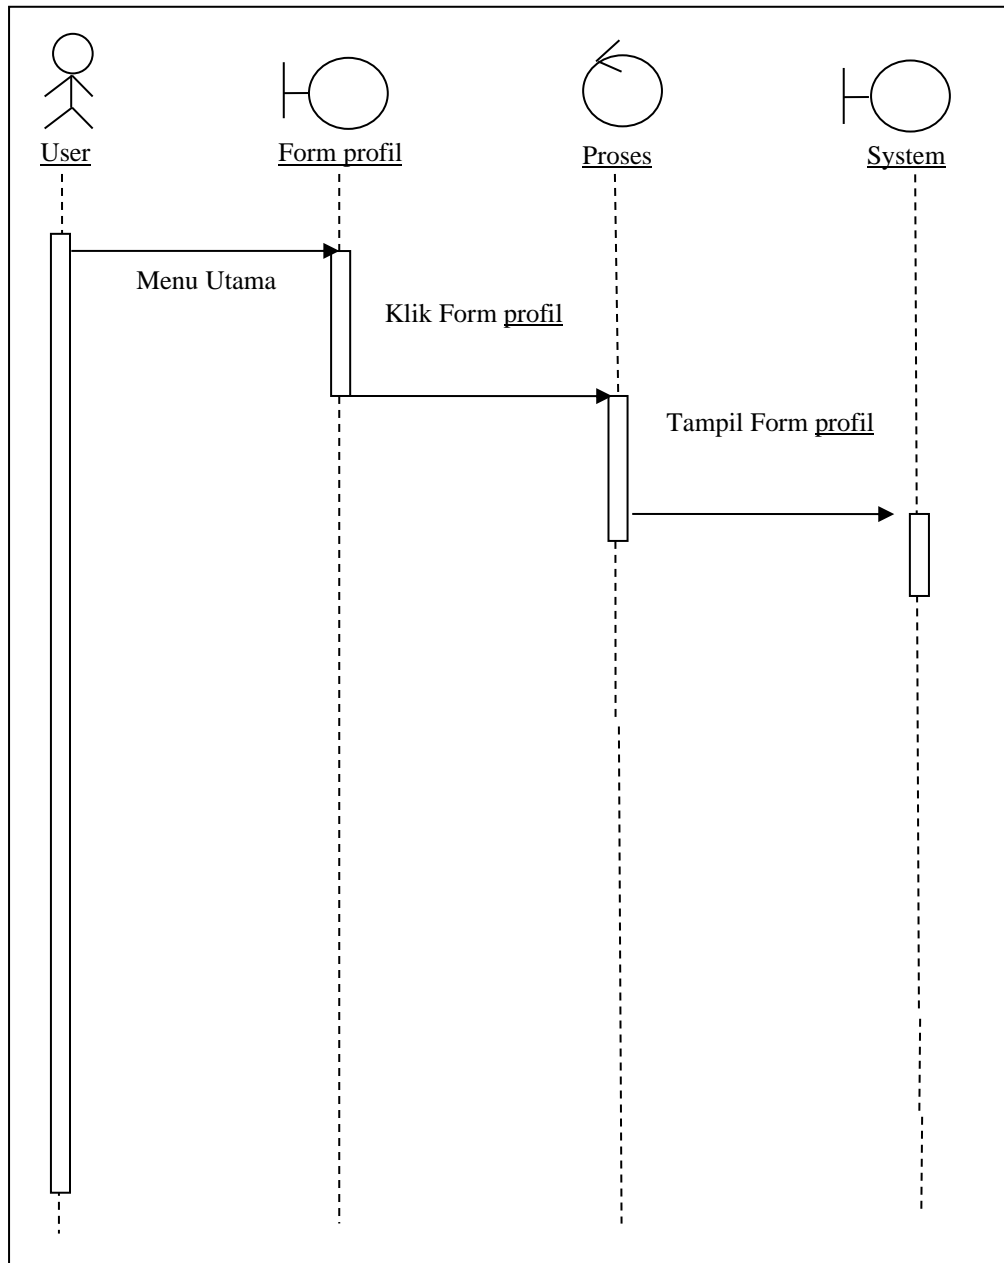 User
Form profil
Proses
System
Menu Utama
Klik Form profil
Tampil Form profil